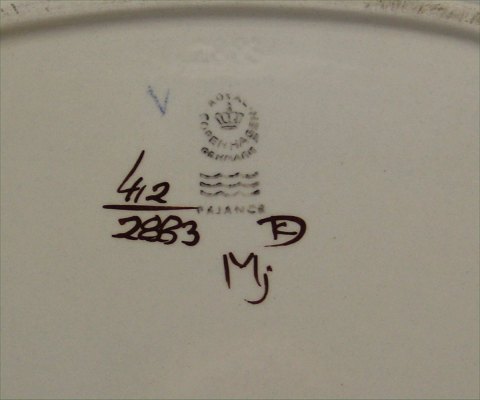 V
ROYAL COPENHAGEN
DENMARK
FAJANCE
412
2883
Mj